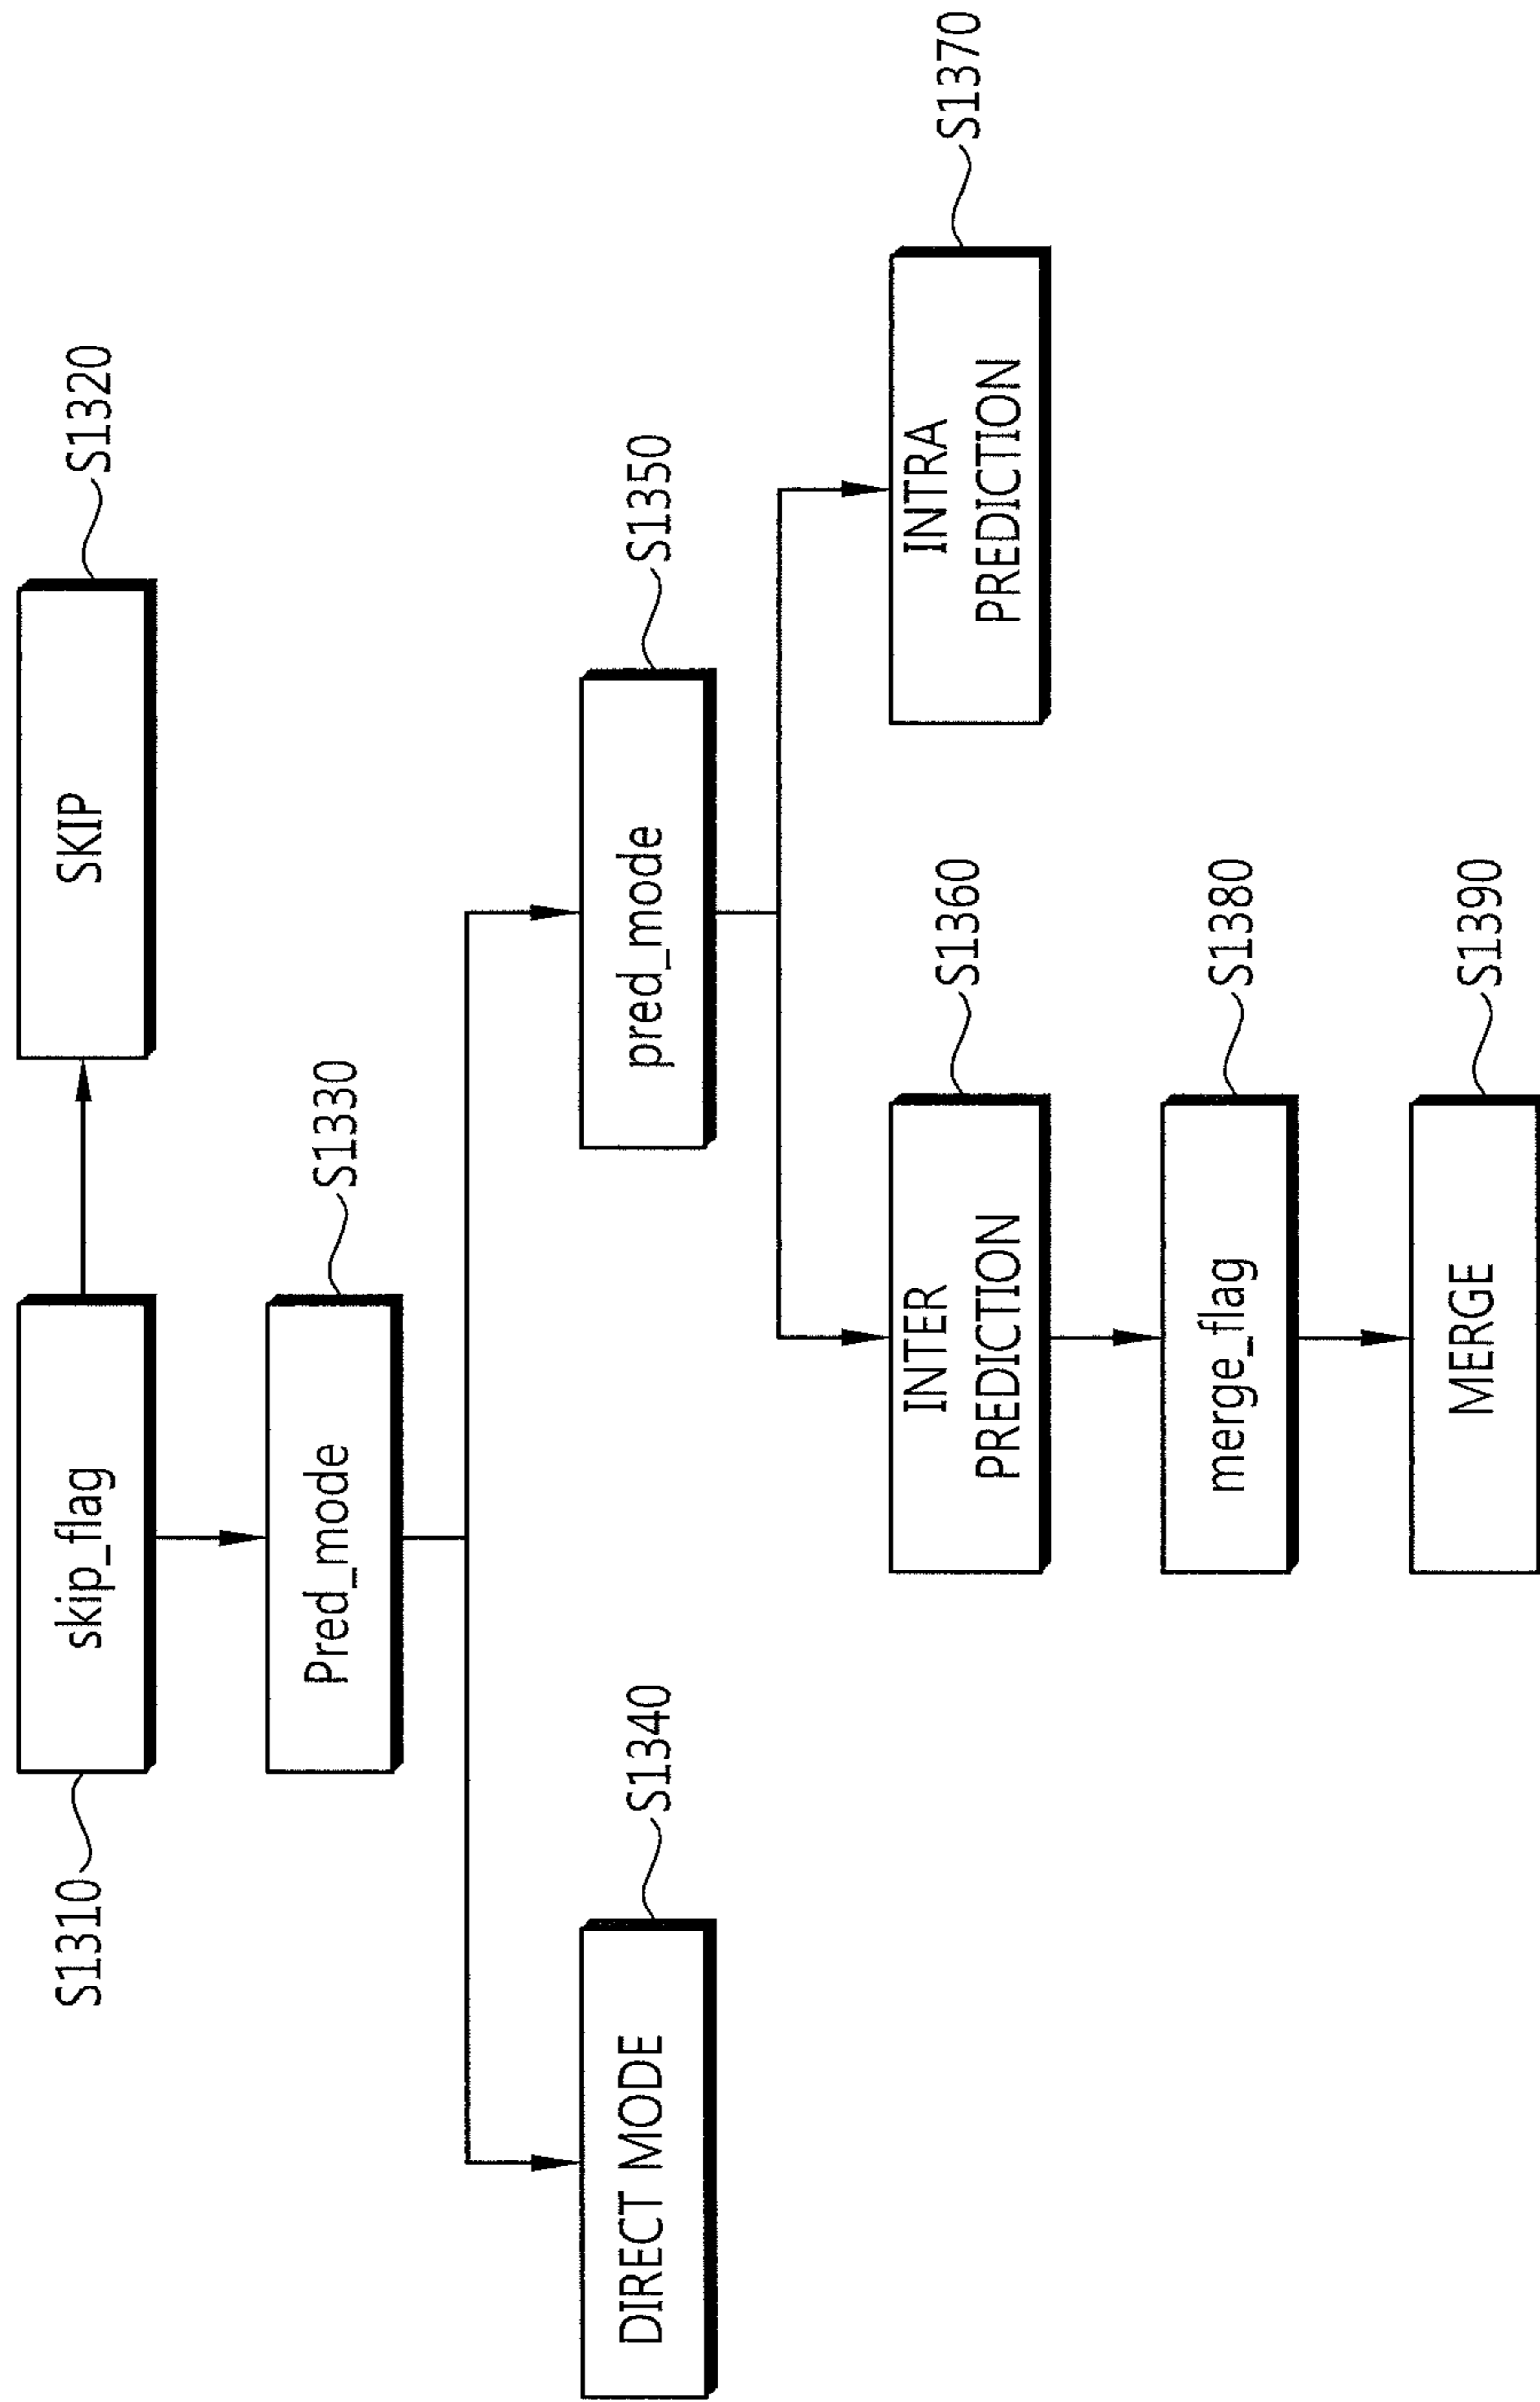 S1310
skip_flag
SKIP
S1320
Pred_mode
S1330
DIRECT MODE
S1340
pred_mode
S1350
INTER
PREDICTION
S1360
INTRA
PREDICTION
S1370
merge_flag
S1380
MERGE
S1390